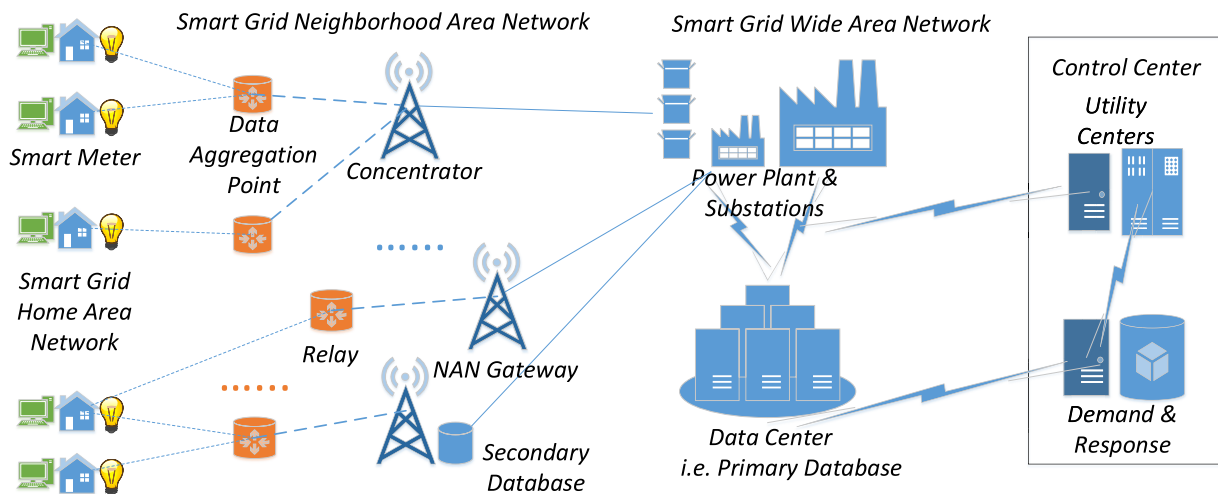 Smart Grid Neighborhood Area Network
Smart Grid Wide Area Network
Control Center
Utility
Centers
Smart Meter
Data
Aggregation
Point
Concentrator
Power Plant &
Substations
Smart Grid
Home Area
Network
Relay
NAN Gateway
Secondary
Database
Data Center
i.e. Primary Database
Demand &
Response